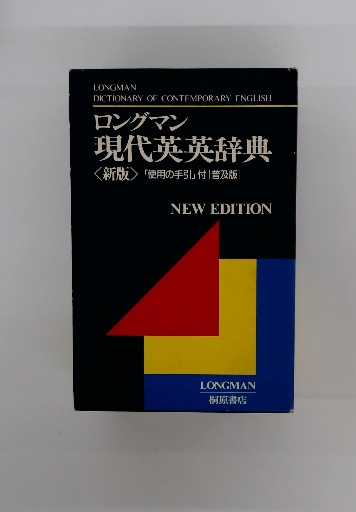 LONGMAN
DICTIONARY OF CONTEMPORARY ENGLISH
ロングマン
現代英英辞典
〈新版〉「使用の手引」付[普及版]
NEW EDITION
LONGMAN
桐原書店